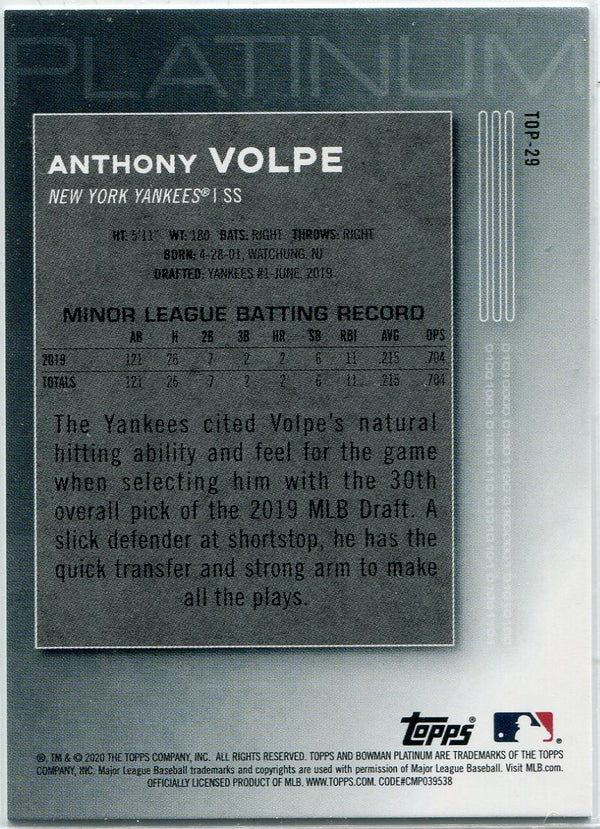 PLATINUM
TOP-29
ANTHONY VOLPE
NEW YORK YANKEES® | SS
HT: 5'11" WT: 180 BATS: RIGHT THROWS: RIGHT
BORN: 4-28-01, WATCHUNG, NJ
DRAFTED: YANKEES #1-JUNE, 2019
MINOR LEAGUE BATTING RECORD
AB H 2B 3B HR SB RBI AVG OPS
2019 121 26 7 2 2 6 11 .215 .704
TOTALS 121 26 7 2 2 6 11 .215 .704
The Yankees cited Volpe's natural
hitting ability and feel for the game
when selecting him with the 30th
overall pick of the 2019 MLB Draft. A
slick defender at shortstop, he has the
quick transfer and strong arm to make
all the plays.
Topps®
®, TM & © 2020 THE TOPPS COMPANY, INC. ALL RIGHTS RESERVED. TOPPS AND BOWMAN PLATINUM ARE TRADEMARKS OF THE TOPPS
COMPANY, INC. Major League Baseball trademarks and copyrights are used with permission of Major League Baseball. Visit MLB.com.
OFFICIALLY LICENSED PRODUCT OF MLB. WWW.TOPPS.COM. CODE#CMP039538